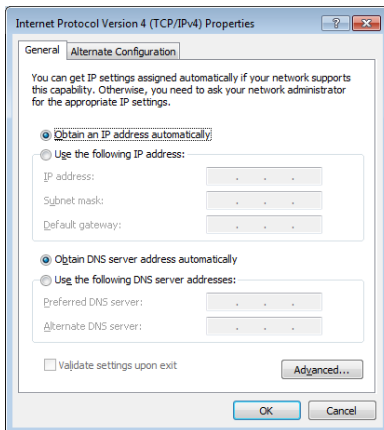 Internet Protocol Version 4 (TCP/IPv4) Properties
General
Alternate Configuration
You can get IP settings assigned automatically if your network supports
this capability. Otherwise, you need to ask your network administrator
for the appropriate IP settings.
Obtain an IP address automatically
Use the following IP address:
IP address:
Subnet mask:
Default gateway:
Obtain DNS server address automatically
Use the following DNS server addresses:
Preferred DNS server:
Alternate DNS server:
Validate settings upon exit
Advanced...
OK
Cancel